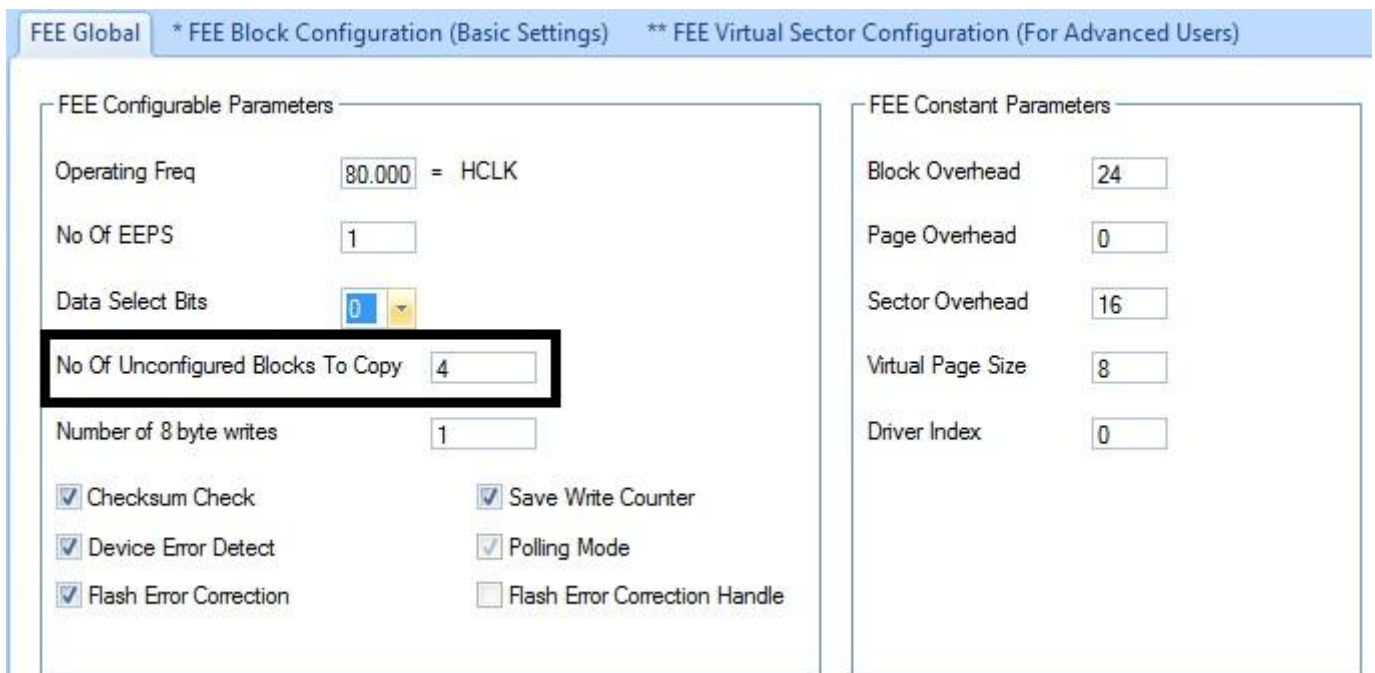 FEE Global * FEE Block Configuration (Basic Settings) ** FEE Virtual Sector Configuration (For Advanced Users)
FEE Configurable Parameters
Operating Freq 80.000 = HCLK
No Of EEPS 1
Data Select Bits 0
No Of Unconfigured Blocks To Copy 4
Number of 8 byte writes 1
Checksum Check Save Write Counter
Device Error Detect Polling Mode
Flash Error Correction Flash Error Correction Handle
FEE Constant Parameters
Block Overhead 24
Page Overhead 0
Sector Overhead 16
Virtual Page Size 8
Driver Index 0